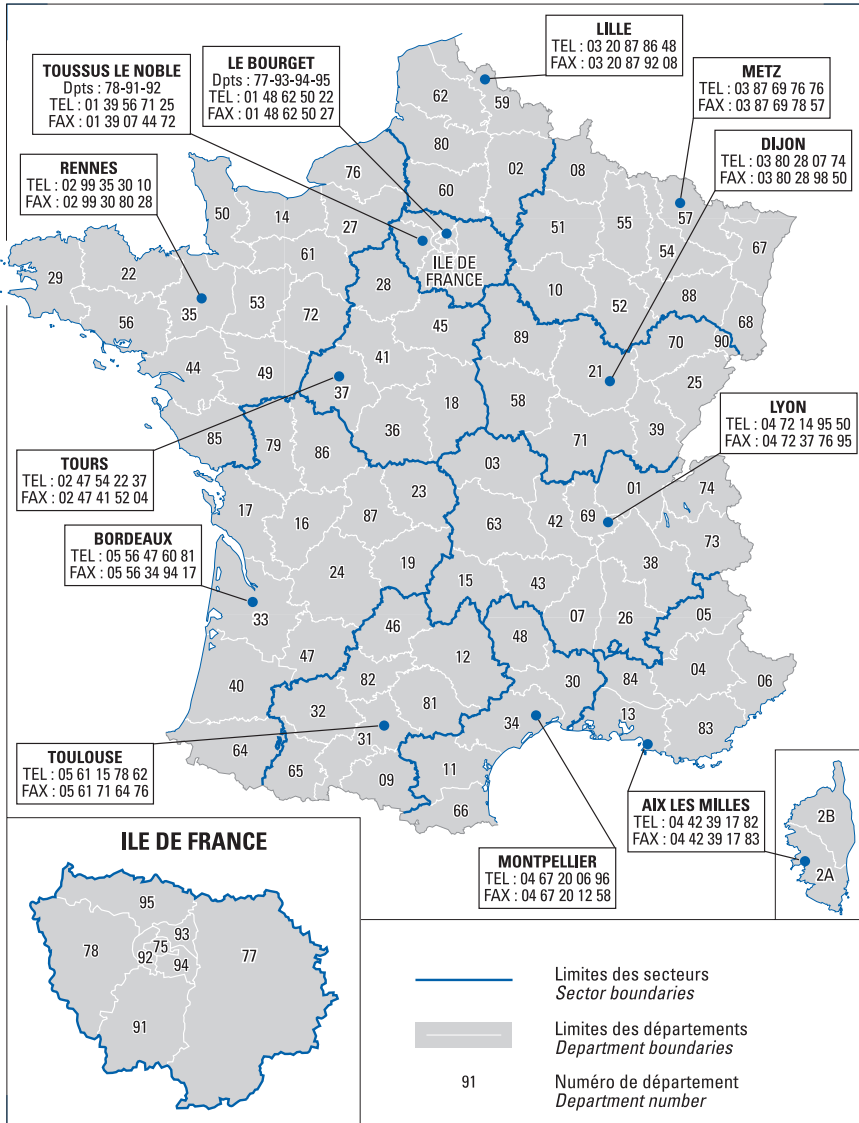 LILLE
TEL : 03 20 87 86 48
FAX : 03 20 87 92 08
LE BOURGET
Dpts : 77-93-94-95
TEL : 01 48 62 50 22
FAX : 01 48 62 50 27
TOUSSUS LE NOBLE
Dpts : 78-91-92
TEL : 01 39 56 71 25
FAX : 01 39 07 44 72
METZ
TEL : 03 87 69 76 76
FAX : 03 87 69 78 57
DIJON
TEL : 03 80 28 07 74
FAX : 03 80 28 98 50
RENNES
TEL : 02 99 35 30 10
FAX : 02 99 30 80 28
62
59
80
02
76
60
08
50
14
27
51
55
57
54
67
61
ILE DE
FRANCE
29
22
28
10
52
88
68
35
53
72
56
45
89
70
90
44
49
41
21
25
37
58
18
36
39
71
85
79
86
LYON
TEL : 04 72 14 95 50
FAX : 04 72 37 76 95
TOURS
TEL : 02 47 54 22 37
FAX : 02 47 41 52 04
03
01
74
23
17
16
87
63
42
69
73
38
BORDEAUX
TEL : 05 56 47 60 81
FAX : 05 56 34 94 17
24
19
15
43
07
26
05
33
46
48
47
12
04
06
40
82
30
84
32
81
13
83
34
31
64
65
09
11
66
TOULOUSE
TEL : 05 61 15 78 62
FAX : 05 61 71 64 76
AIX LES MILLES
TEL : 04 42 39 17 82
FAX : 04 42 39 17 83
2B
2A
MONTPELLIER
TEL : 04 67 20 06 96
FAX : 04 67 20 12 58
ILE DE FRANCE
95
93
78
75
77
92
94
91
Limites des secteurs
Sector boundaries
Limites des départements
Department boundaries
91
Numéro de département
Department number